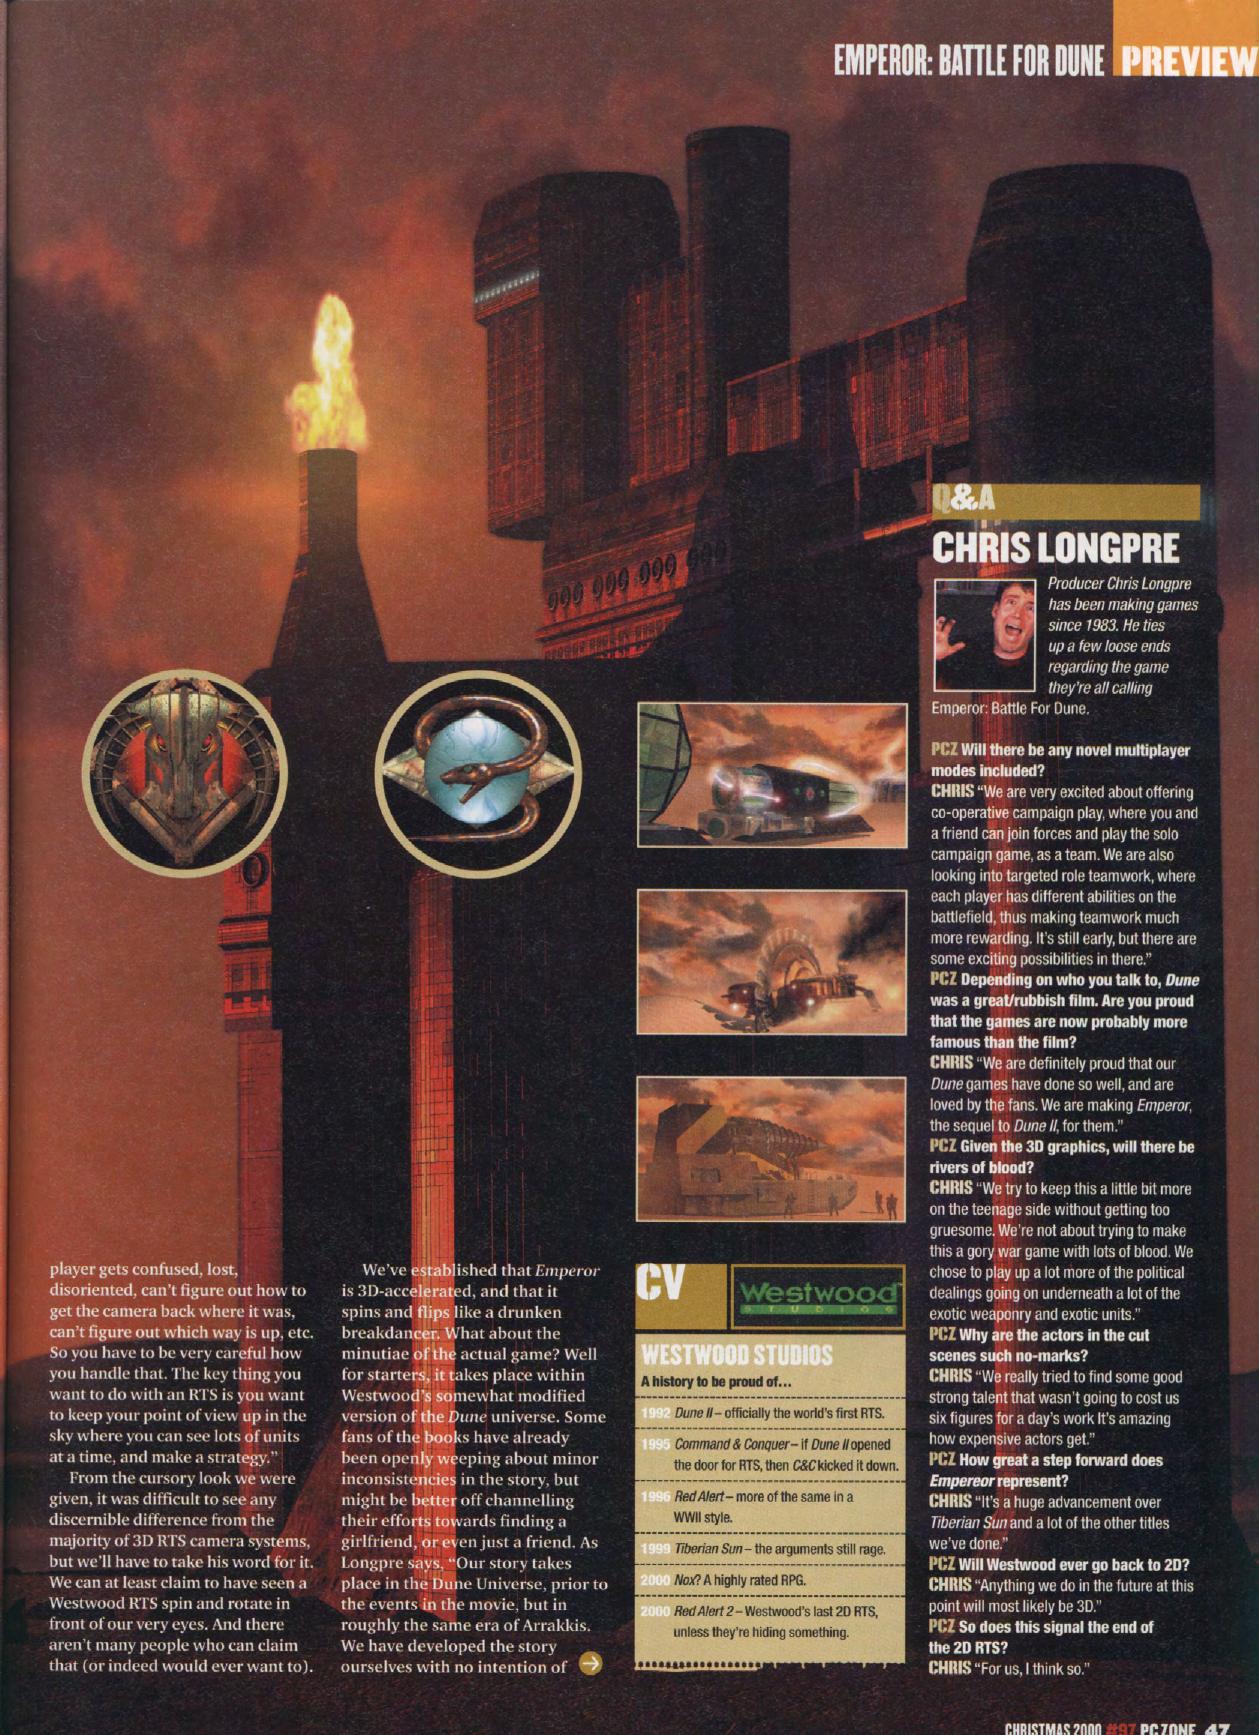 EMPEROR: BATTLE FOR DUNE PREVIEW
player gets confused, lost,
disoriented, can't figure out how to
get the camera back where it was,
can't figure out which way is up, etc.
So you have to be very careful how
you handle that. The key thing you
want to do with an RTS is you want
to keep your point of view up in the
sky where you can see lots of units
at a time, and make a strategy."
From the cursory look we were
given, it was difficult to see any
discernible difference from the
majority of 3D RTS camera systems,
but we'll have to take his word for it.
We can at least claim to have seen a
Westwood RTS spin and rotate in
front of our very eyes. And there
aren't many people who can claim
that (or indeed would ever want to).
We've established that Emperor
is 3D-accelerated, and that it
spins and flips like a drunken
breakdancer. What about the
minutiae of the actual game? Well
for starters, it takes place within
Westwood's somewhat modified
version of the Dune universe. Some
fans of the books have already
been openly weeping about minor
inconsistencies in the story, but
might be better off channelling
their efforts towards finding a
girlfriend, or even just a friend. As
Longpre says, "Our story takes
place in the Dune Universe, prior to
the events in the movie, but in
roughly the same era of Arrakkis.
We have developed the story
ourselves with no intention of
CV
Westwood
STUDIOS
WESTWOOD STUDIOS
A history to be proud of...
1992 Dune II – officially the world's first RTS.
1995 Command & Conquer – if Dune II opened
the door for RTS, then C&C kicked it down.
1996 Red Alert – more of the same in a
WWII style.
1999 Tiberian Sun – the arguments still rage.
2000 Nox? A highly rated RPG.
2000 Red Alert 2 – Westwood's last 2D RTS,
unless they're hiding something.
Q&A
CHRIS LONGPRE
Producer Chris Longpre
has been making games
since 1983. He ties
up a few loose ends
regarding the game
they're all calling
Emperor: Battle For Dune.
PCZ Will there be any novel multiplayer
modes included?
CHRIS "We are very excited about offering
co-operative campaign play, where you and
a friend can join forces and play the solo
campaign game, as a team. We are also
looking into targeted role teamwork, where
each player has different abilities on the
battlefield, thus making teamwork much
more rewarding. It's still early, but there are
some exciting possibilities in there."
PCZ Depending on who you talk to, Dune
was a great/rubbish film. Are you proud
that the games are now probably more
famous than the film?
CHRIS "We are definitely proud that our
Dune games have done so well, and are
loved by the fans. We are making Emperor,
the sequel to Dune II, for them."
PCZ Given the 3D graphics, will there be
rivers of blood?
CHRIS "We try to keep this a little bit more
on the teenage side without getting too
gruesome. We're not about trying to make
this a gory war game with lots of blood. We
chose to play up a lot more of the political
dealings going on underneath a lot of the
exotic weaponry and exotic units."
PCZ Why are the actors in the cut
scenes such no-marks?
CHRIS "We really tried to find some good
strong talent that wasn't going to cost us
six figures for a day's work It's amazing
how expensive actors get."
PCZ How great a step forward does
Empereor represent?
CHRIS "It's a huge advancement over
Tiberian Sun and a lot of the other titles
we've done."
PCZ Will Westwood ever go back to 2D?
CHRIS "Anything we do in the future at this
point will most likely be 3D."
PCZ So does this signal the end of
the 2D RTS?
CHRIS "For us, I think so."
CHRISTMAS 2000 #97 PC ZONE 47